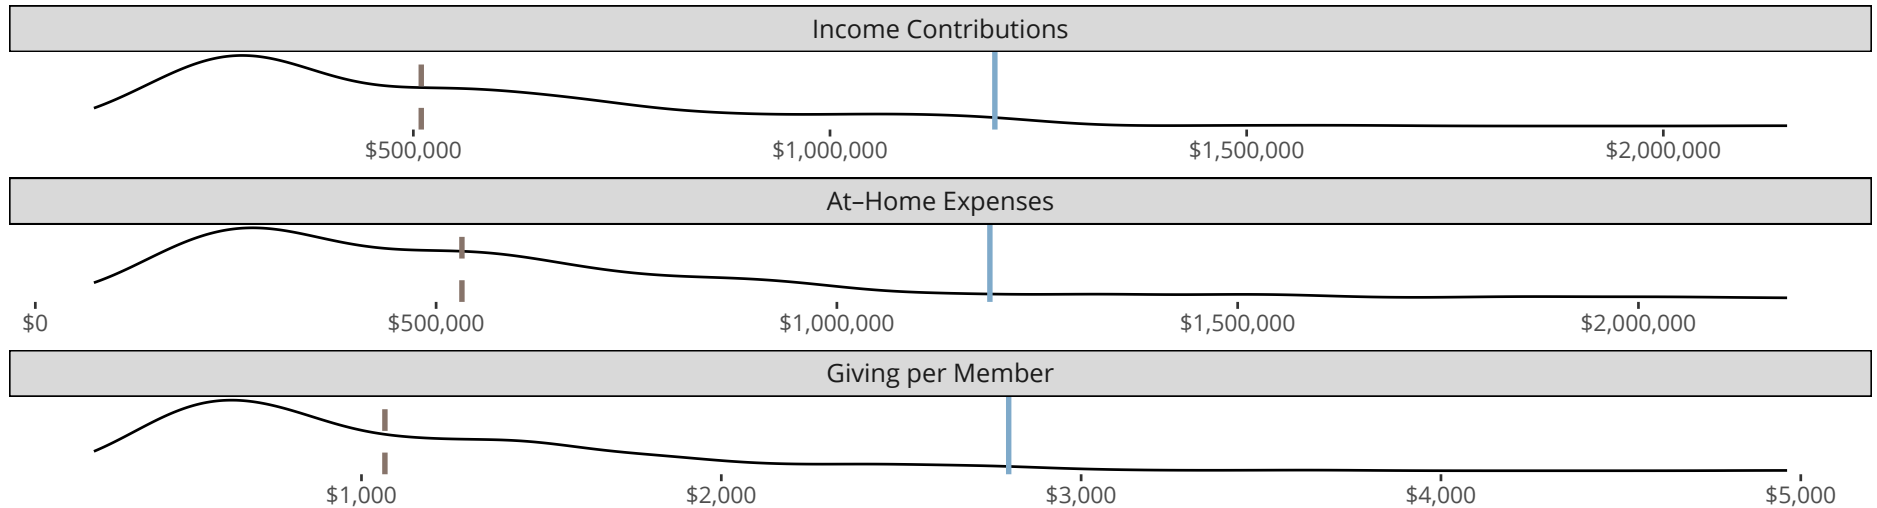 Income Contributions
$500,000 $1,000,000 $1,500,000 $2,000,000
At–Home Expenses
$0 $500,000 $1,000,000 $1,500,000 $2,000,000
Giving per Member
$1,000 $2,000 $3,000 $4,000 $5,000